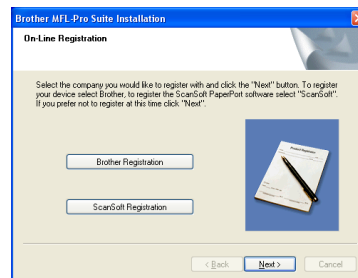 Brother MFL-Pro Suite Installation
On-Line Registration
Select the company you would like to register with and click the "Next" button. To register
your device select Brother, to register the ScanSoft PaperPort software select "ScanSoft".
If you prefer not to register at this time click "Next".
Brother Registration
ScanSoft Registration
< Back
Next >
Cancel